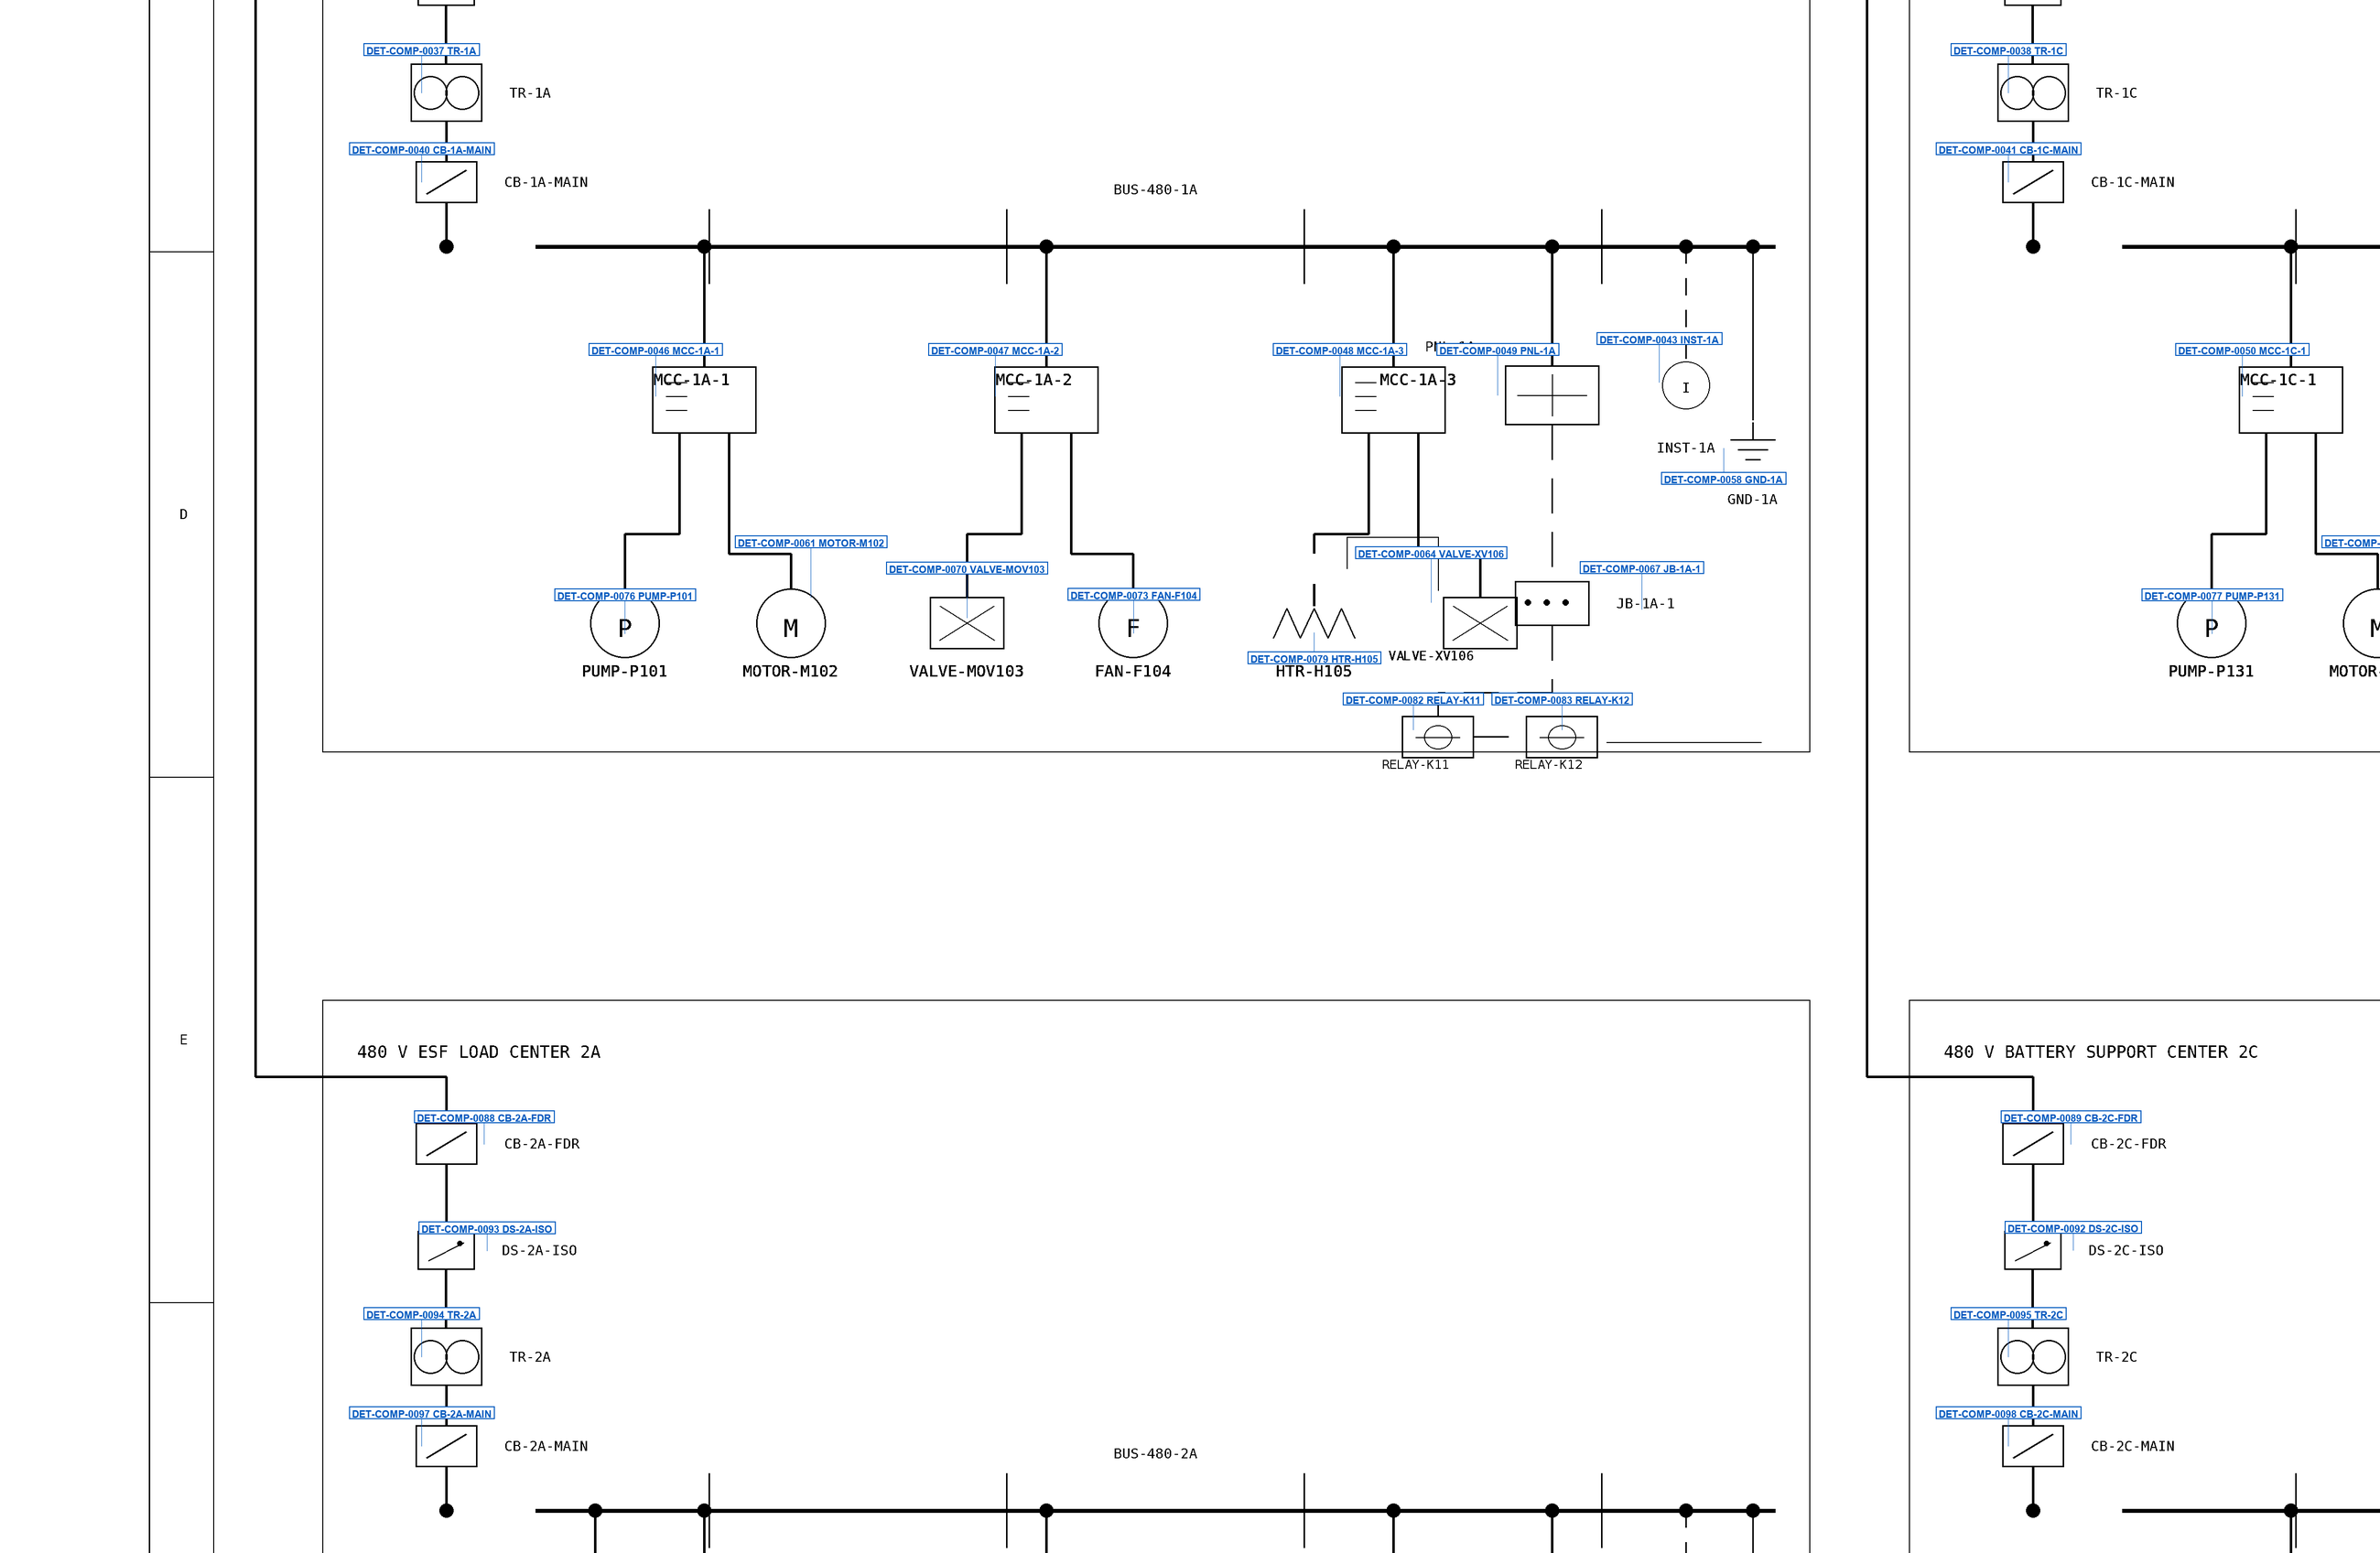 DET-COMP-0037 TR-1A
TR-1A
DET-COMP-0040 CB-1A-MAIN
CB-1A-MAIN
BUS-480-1A
DET-COMP-0046 MCC-1A-1
MCC-1A-1
DET-COMP-0047 MCC-1A-2
MCC-1A-2
DET-COMP-0048 MCC-1A-3
MCC-1A-3
DET-COMP-0049 PNL-1A
DET-COMP-0043 INST-1A
I
INST-1A
DET-COMP-0058 GND-1A
GND-1A
D
DET-COMP-0061 MOTOR-M102
DET-COMP-0076 PUMP-P101
P
M
PUMP-P101
MOTOR-M102
DET-COMP-0070 VALVE-MOV103
VALVE-MOV103
DET-COMP-0073 FAN-F104
F
FAN-F104
DET-COMP-0064 VALVE-XV106
DET-COMP-0067 JB-1A-1
JB-1A-1
VALVE-XV106
DET-COMP-0079 HTR-H105
HTR-H105
DET-COMP-0082 RELAY-K11
DET-COMP-0083 RELAY-K12
RELAY-K11
RELAY-K12
DET-COMP-0038 TR-1C
TR-1C
DET-COMP-0041 CB-1C-MAIN
CB-1C-MAIN
DET-COMP-0050 MCC-1C-1
MCC-1C-1
DET-COMP-
DET-COMP-0077 PUMP-P131
P
M
PUMP-P131
MOTOR-
E
480 V ESF LOAD CENTER 2A
DET-COMP-0088 CB-2A-FDR
CB-2A-FDR
DET-COMP-0093 DS-2A-ISO
DS-2A-ISO
DET-COMP-0094 TR-2A
TR-2A
DET-COMP-0097 CB-2A-MAIN
CB-2A-MAIN
BUS-480-2A
480 V BATTERY SUPPORT CENTER 2C
DET-COMP-0089 CB-2C-FDR
CB-2C-FDR
DET-COMP-0092 DS-2C-ISO
DS-2C-ISO
DET-COMP-0095 TR-2C
TR-2C
DET-COMP-0098 CB-2C-MAIN
CB-2C-MAIN